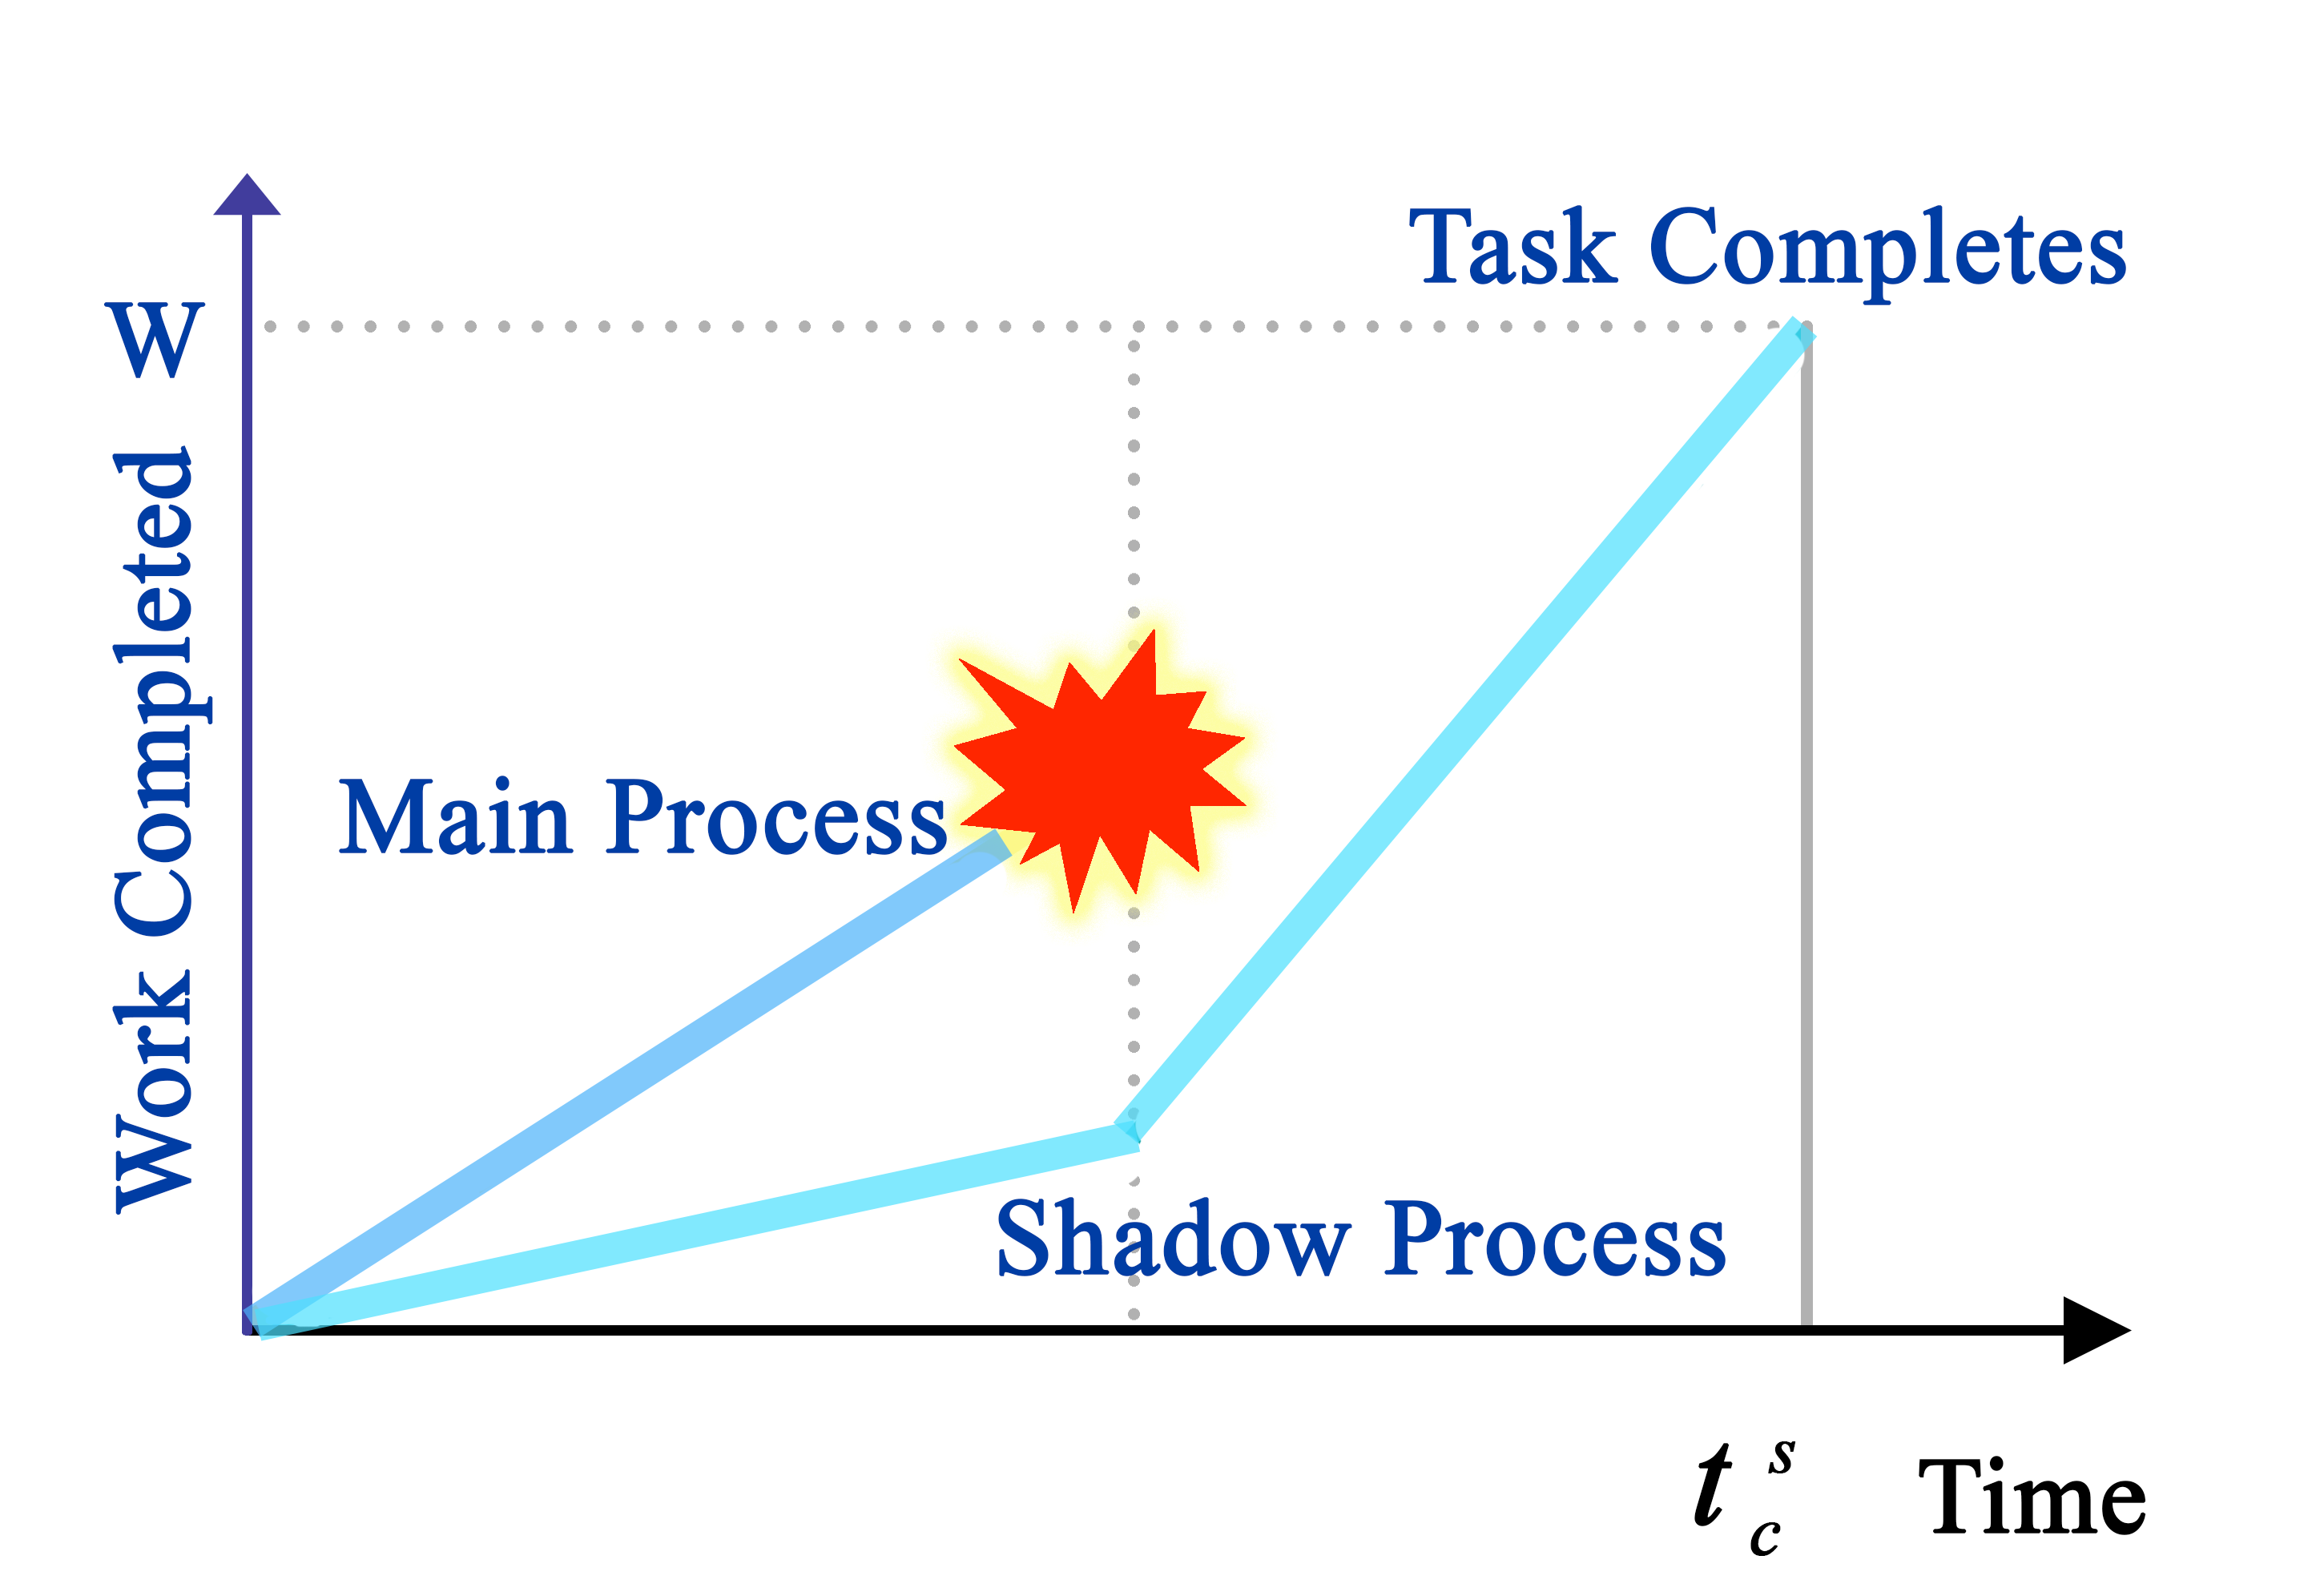 Task Completes
W
Work Completed
Main Process
Shadow Process
t s c
Time